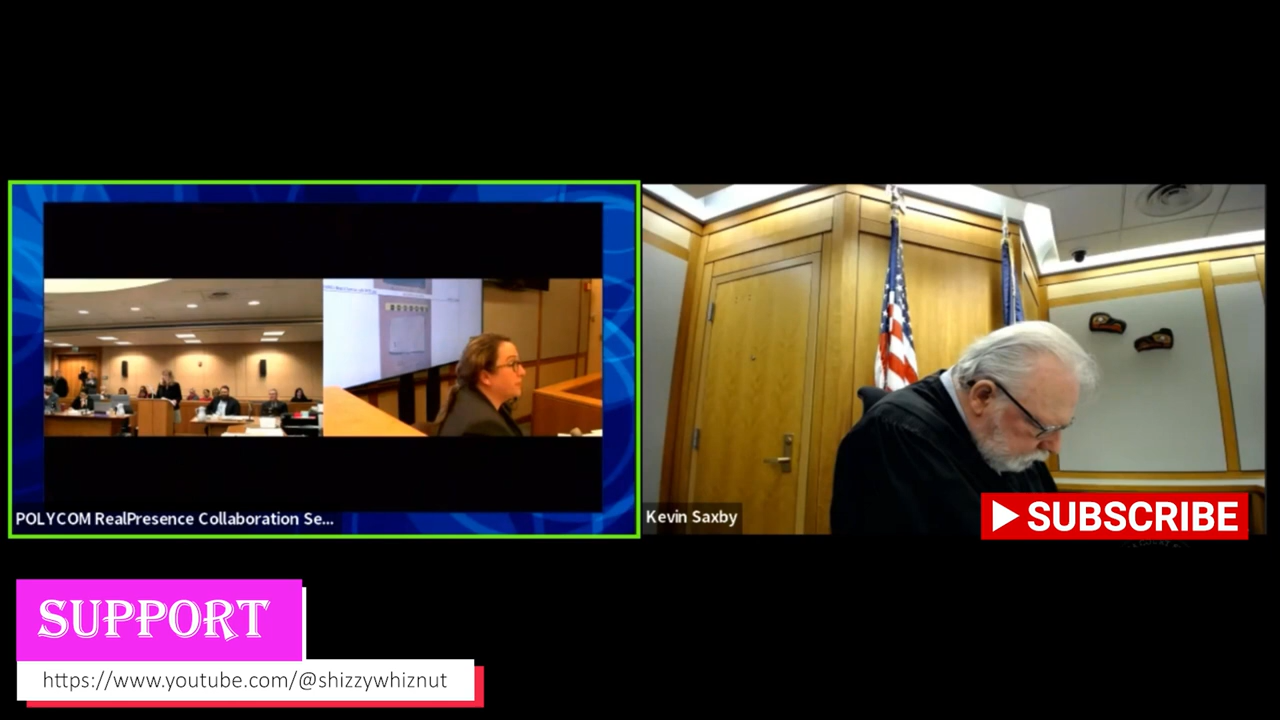 POLYCOM RealPresence Collaboration Se...
Kevin Saxby
SUBSCRIBE
SUPPORT
https://www.youtube.com/@shizzywhiznut